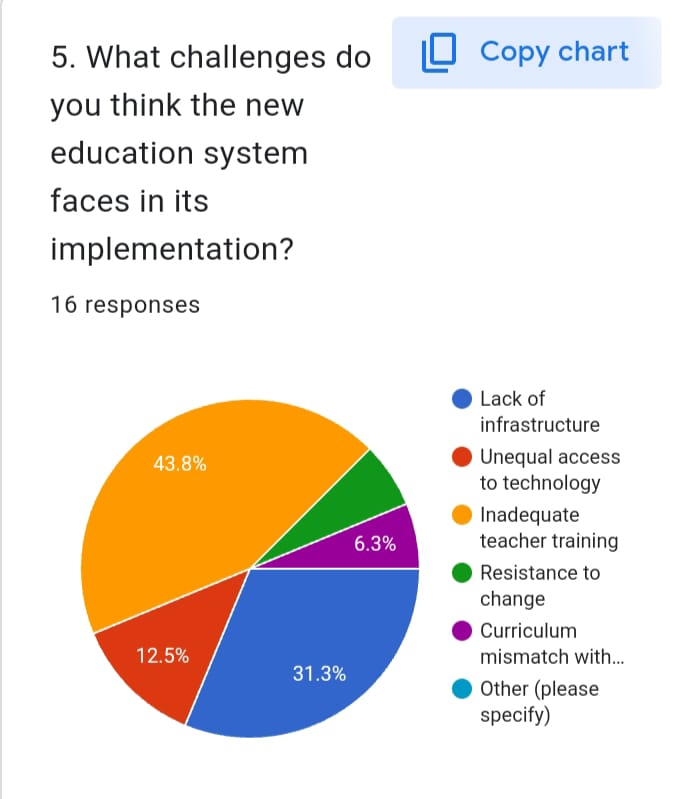 5. What challenges do
you think the new
education system
faces in its
implementation?
Copy chart
16 responses
43.8%
6.3%
12.5%
31.3%
Lack of
infrastructure
Unequal access
to technology
Inadequate
teacher training
Resistance to
change
Curriculum
mismatch with...
Other (please
specify)